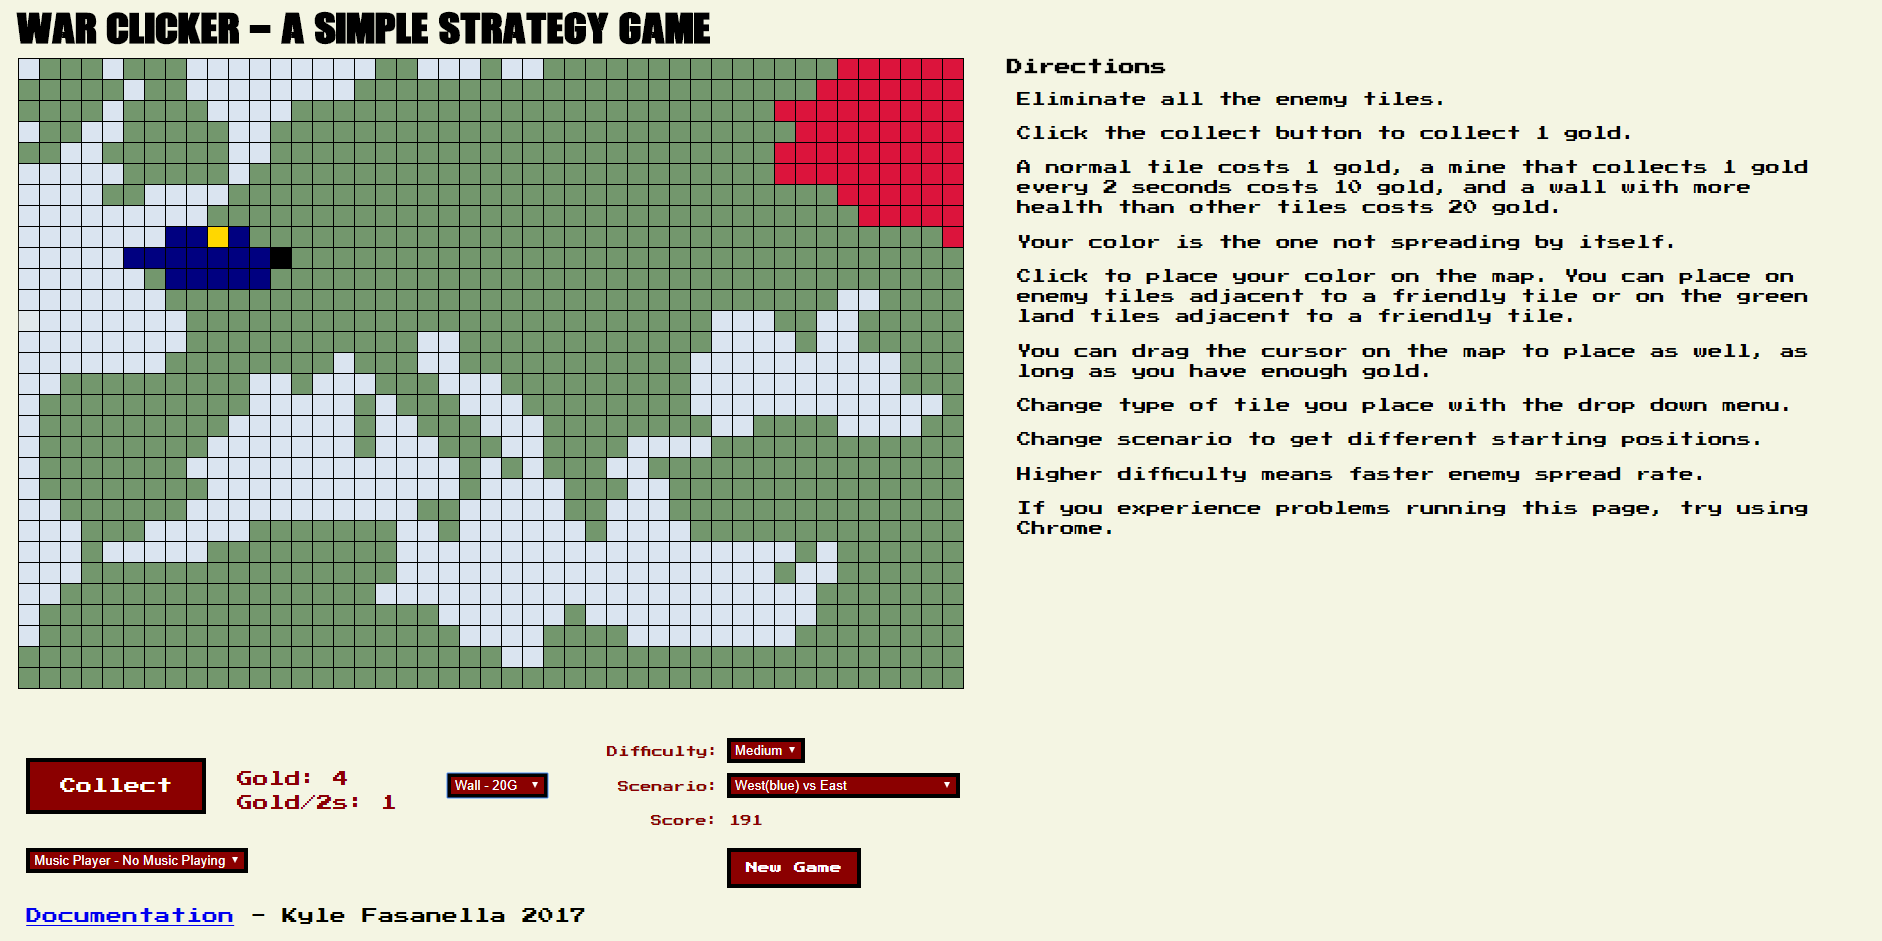 WAR CLICKER – A SIMPLE STRATEGY GAME
Directions
Eliminate all the enemy tiles.
Click the collect button to collect 1 gold.
A normal tile costs 1 gold, a mine that collects 1 gold
every 2 seconds costs 10 gold, and a wall with more
health than other tiles costs 20 gold.
Your color is the one not spreading by itself.
Click to place your color on the map. You can place on
enemy tiles adjacent to a friendly tile or on the green
land tiles adjacent to a friendly tile.
You can drag the cursor on the map to place as well, as
long as you have enough gold.
Change type of tile you place with the drop down menu.
Change scenario to get different starting positions.
Higher difficulty means faster enemy spread rate.
If you experience problems running this page, try using
Chrome.
Collect
Gold: 4
Gold/2s: 1
Wall - 20G
Difficulty: Medium
Scenario: West(blue) vs East
Score: 191
Music Player - No Music Playing
New Game
Documentation - Kyle Fasanella 2017